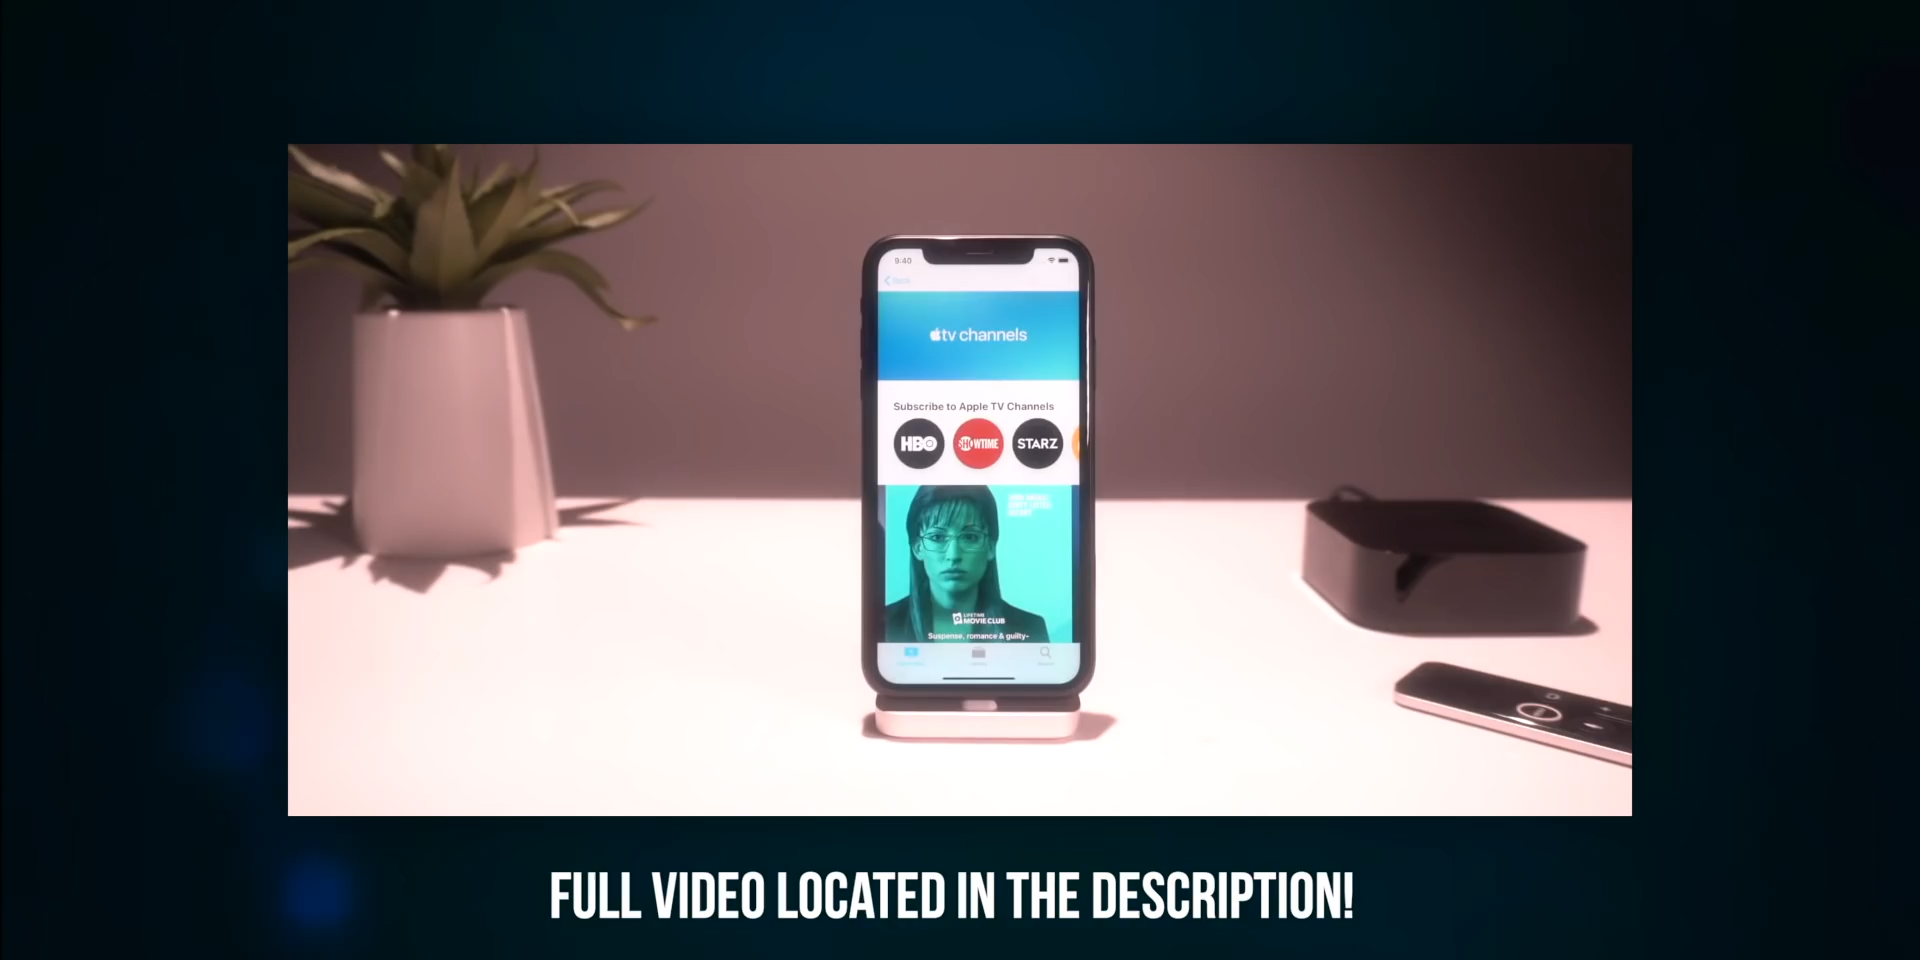 9:40
tv channels
Subscribe to Apple TV Channels
HBO
SHOWTIME
STARZ
LIFETIME
MOVIE CLUB
Suspense, romance & guilty-
FULL VIDEO LOCATED IN THE DESCRIPTION!